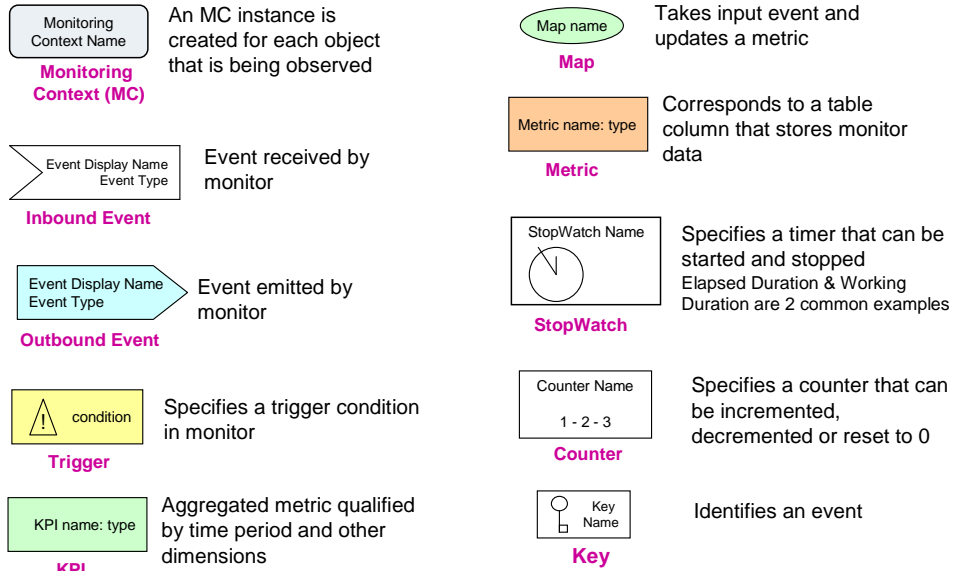 Monitoring
Context Name
Monitoring
Context (MC)
An MC instance is
created for each object
that is being observed
Event Display Name
Event Type
Inbound Event
Event received by
monitor
Event Display Name
Event Type
Outbound Event
Event emitted by
monitor
! condition
Trigger
Specifies a trigger condition
in monitor
KPI name: type
KPI
Aggregated metric qualified
by time period and other
dimensions
Map name
Map
Takes input event and
updates a metric
Metric name: type
Metric
Corresponds to a table
column that stores monitor
data
StopWatch Name
StopWatch
Specifies a timer that can be
started and stopped
Elapsed Duration & Working
Duration are 2 common examples
Counter Name
1 - 2 - 3
Counter
Specifies a counter that can
be incremented,
decremented or reset to 0
Key
Name
Key
Identifies an event